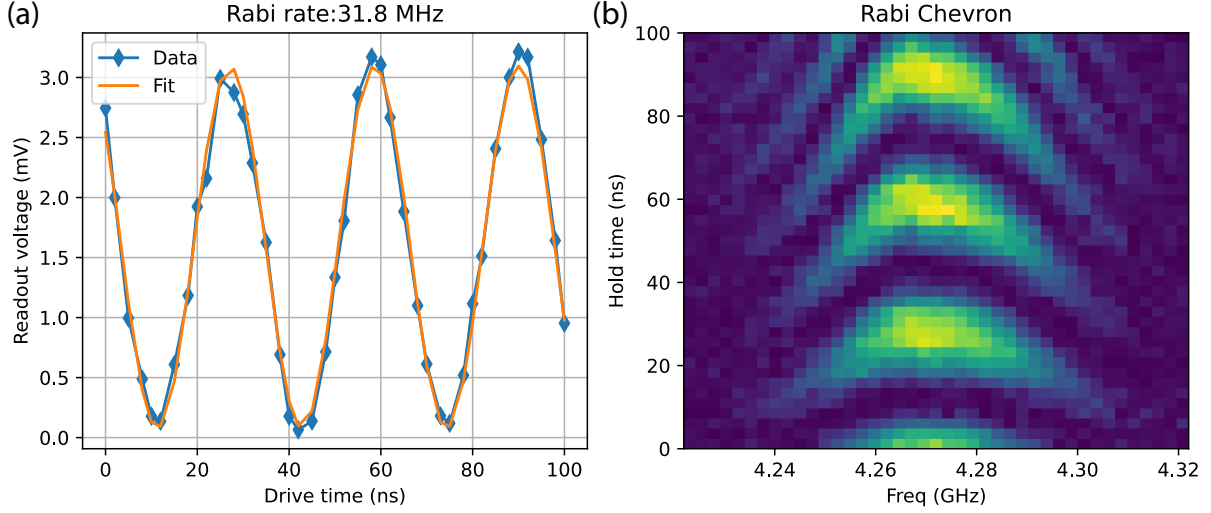 (a)
Rabi rate:31.8 MHz
Data
Fit
Readout voltage (mV)
3.0
2.5
2.0
1.5
1.0
0.5
0.0
0 20 40 60 80 100
Drive time (ns)
(b)
Rabi Chevron
Hold time (ns)
100
80
60
40
20
0
4.24 4.26 4.28 4.30 4.32
Freq (GHz)